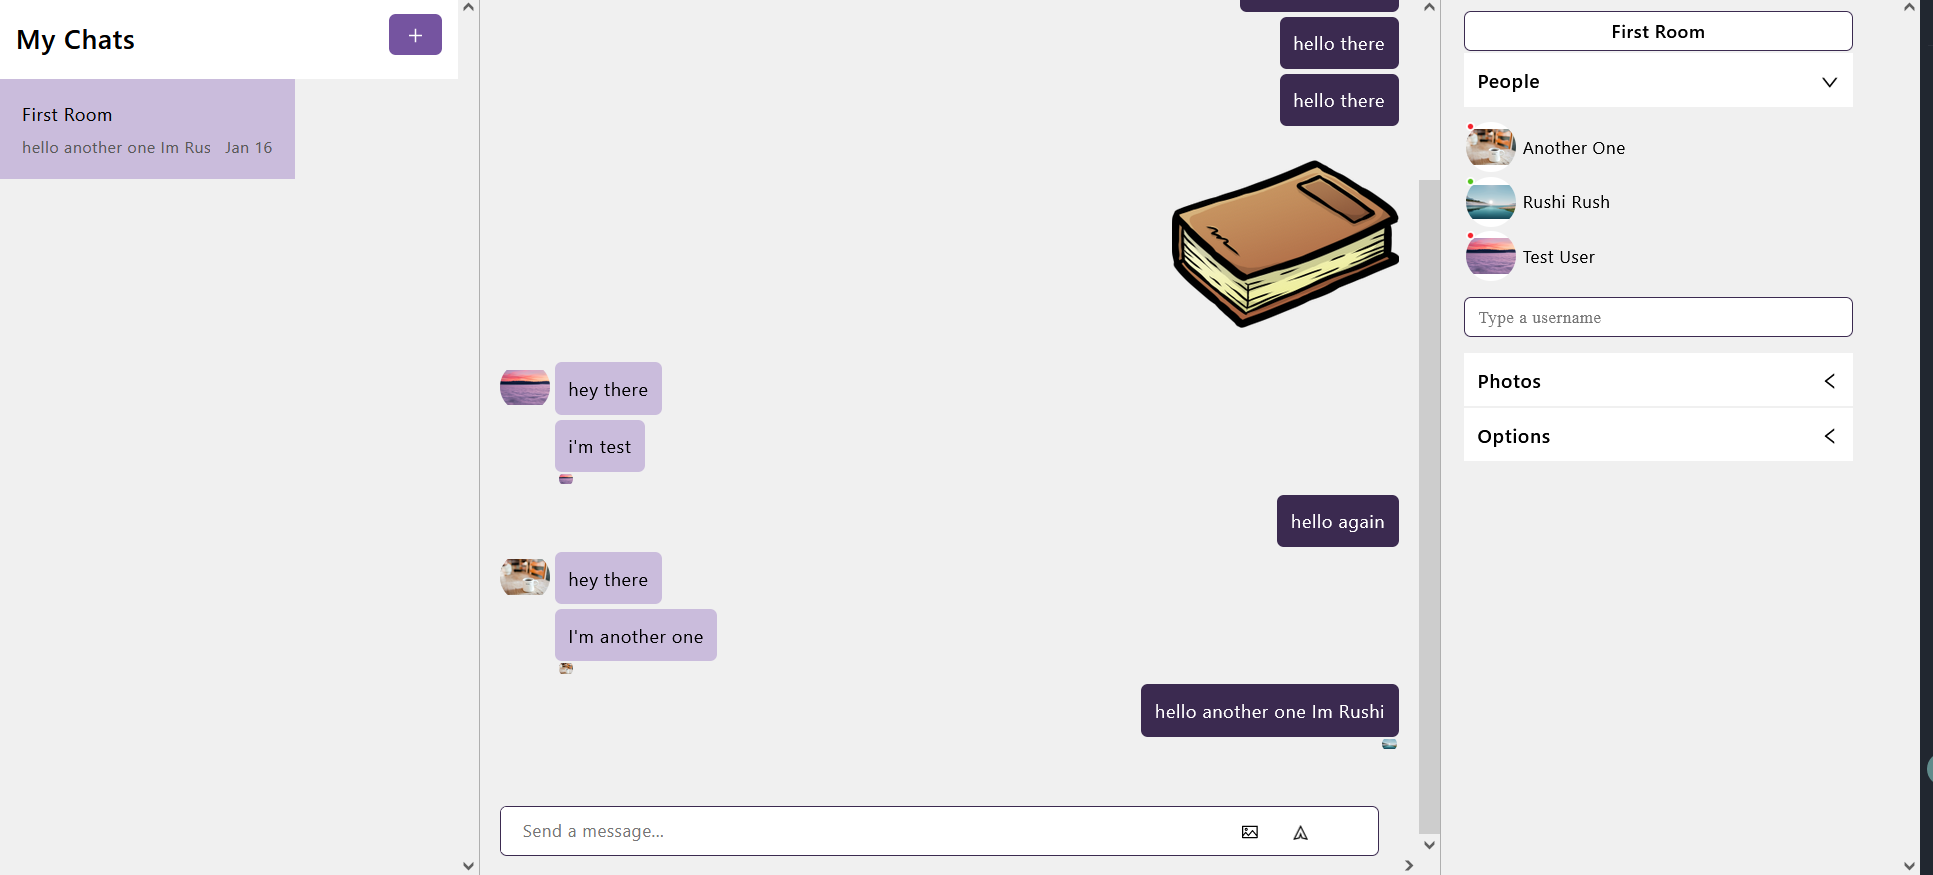 My Chats
First Room
hello another one Im Rus Jan 16
hello there
hello there
hey there
i'm test
hello again
hey there
I'm another one
hello another one Im Rushi
Send a message...
First Room
People
Another One
Rushi Rush
Test User
Type a username
Photos
Options